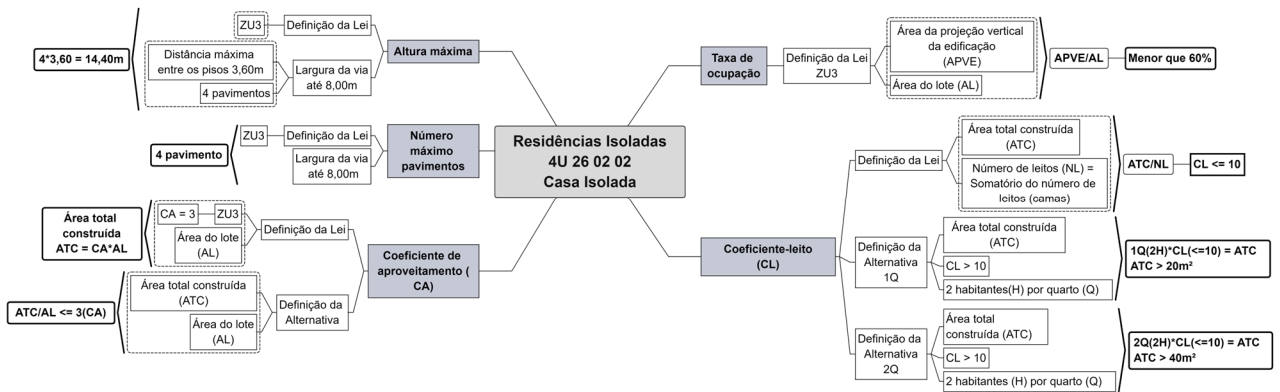 Residências Isoladas
4U 26 02 02
Casa Isolada
Altura máxima
Definição da Lei
ZU3
Largura da via
até 8,00m
Distância máxima
entre os pisos 3,60m
4 pavimentos
4*3,60 = 14,40m
Número
máximo
pavimentos
Definição da Lei
ZU3
Largura da via
até 8,00m
4 pavimento
Coeficiente de
aproveitamento (
CA)
Definição da Lei
CA = 3
ZU3
Área do lote
(AL)
Área total
construída
ATC = CA*AL
Definição da
Alternativa
Área total construída
(ATC)
Área do lote
(AL)
ATC/AL <= 3(CA)
Taxa de
ocupação
Definição da Lei
ZU3
Área da projeção vertical
da edificação
(APVE)
Área do lote (AL)
APVE/AL
Menor que 60%
Coeficiente-leito
(CL)
Definição da Lei
Área total construída
(ATC)
Número de leitos (NL) =
Somatório do número de
leitos (camas)
ATC/NL
CL <= 10
Definição da
Alternativa
1Q
Área total construída
(ATC)
CL > 10
2 habitantes(H) por quarto (Q)
1Q(2H)*CL(<=10) = ATC
ATC > 20m²
Definição da
Alternativa
2Q
Área total
construída (ATC)
CL > 10
2 habitantes (H) por quarto (Q)
2Q(2H)*CL(<=10) = ATC
ATC > 40m²